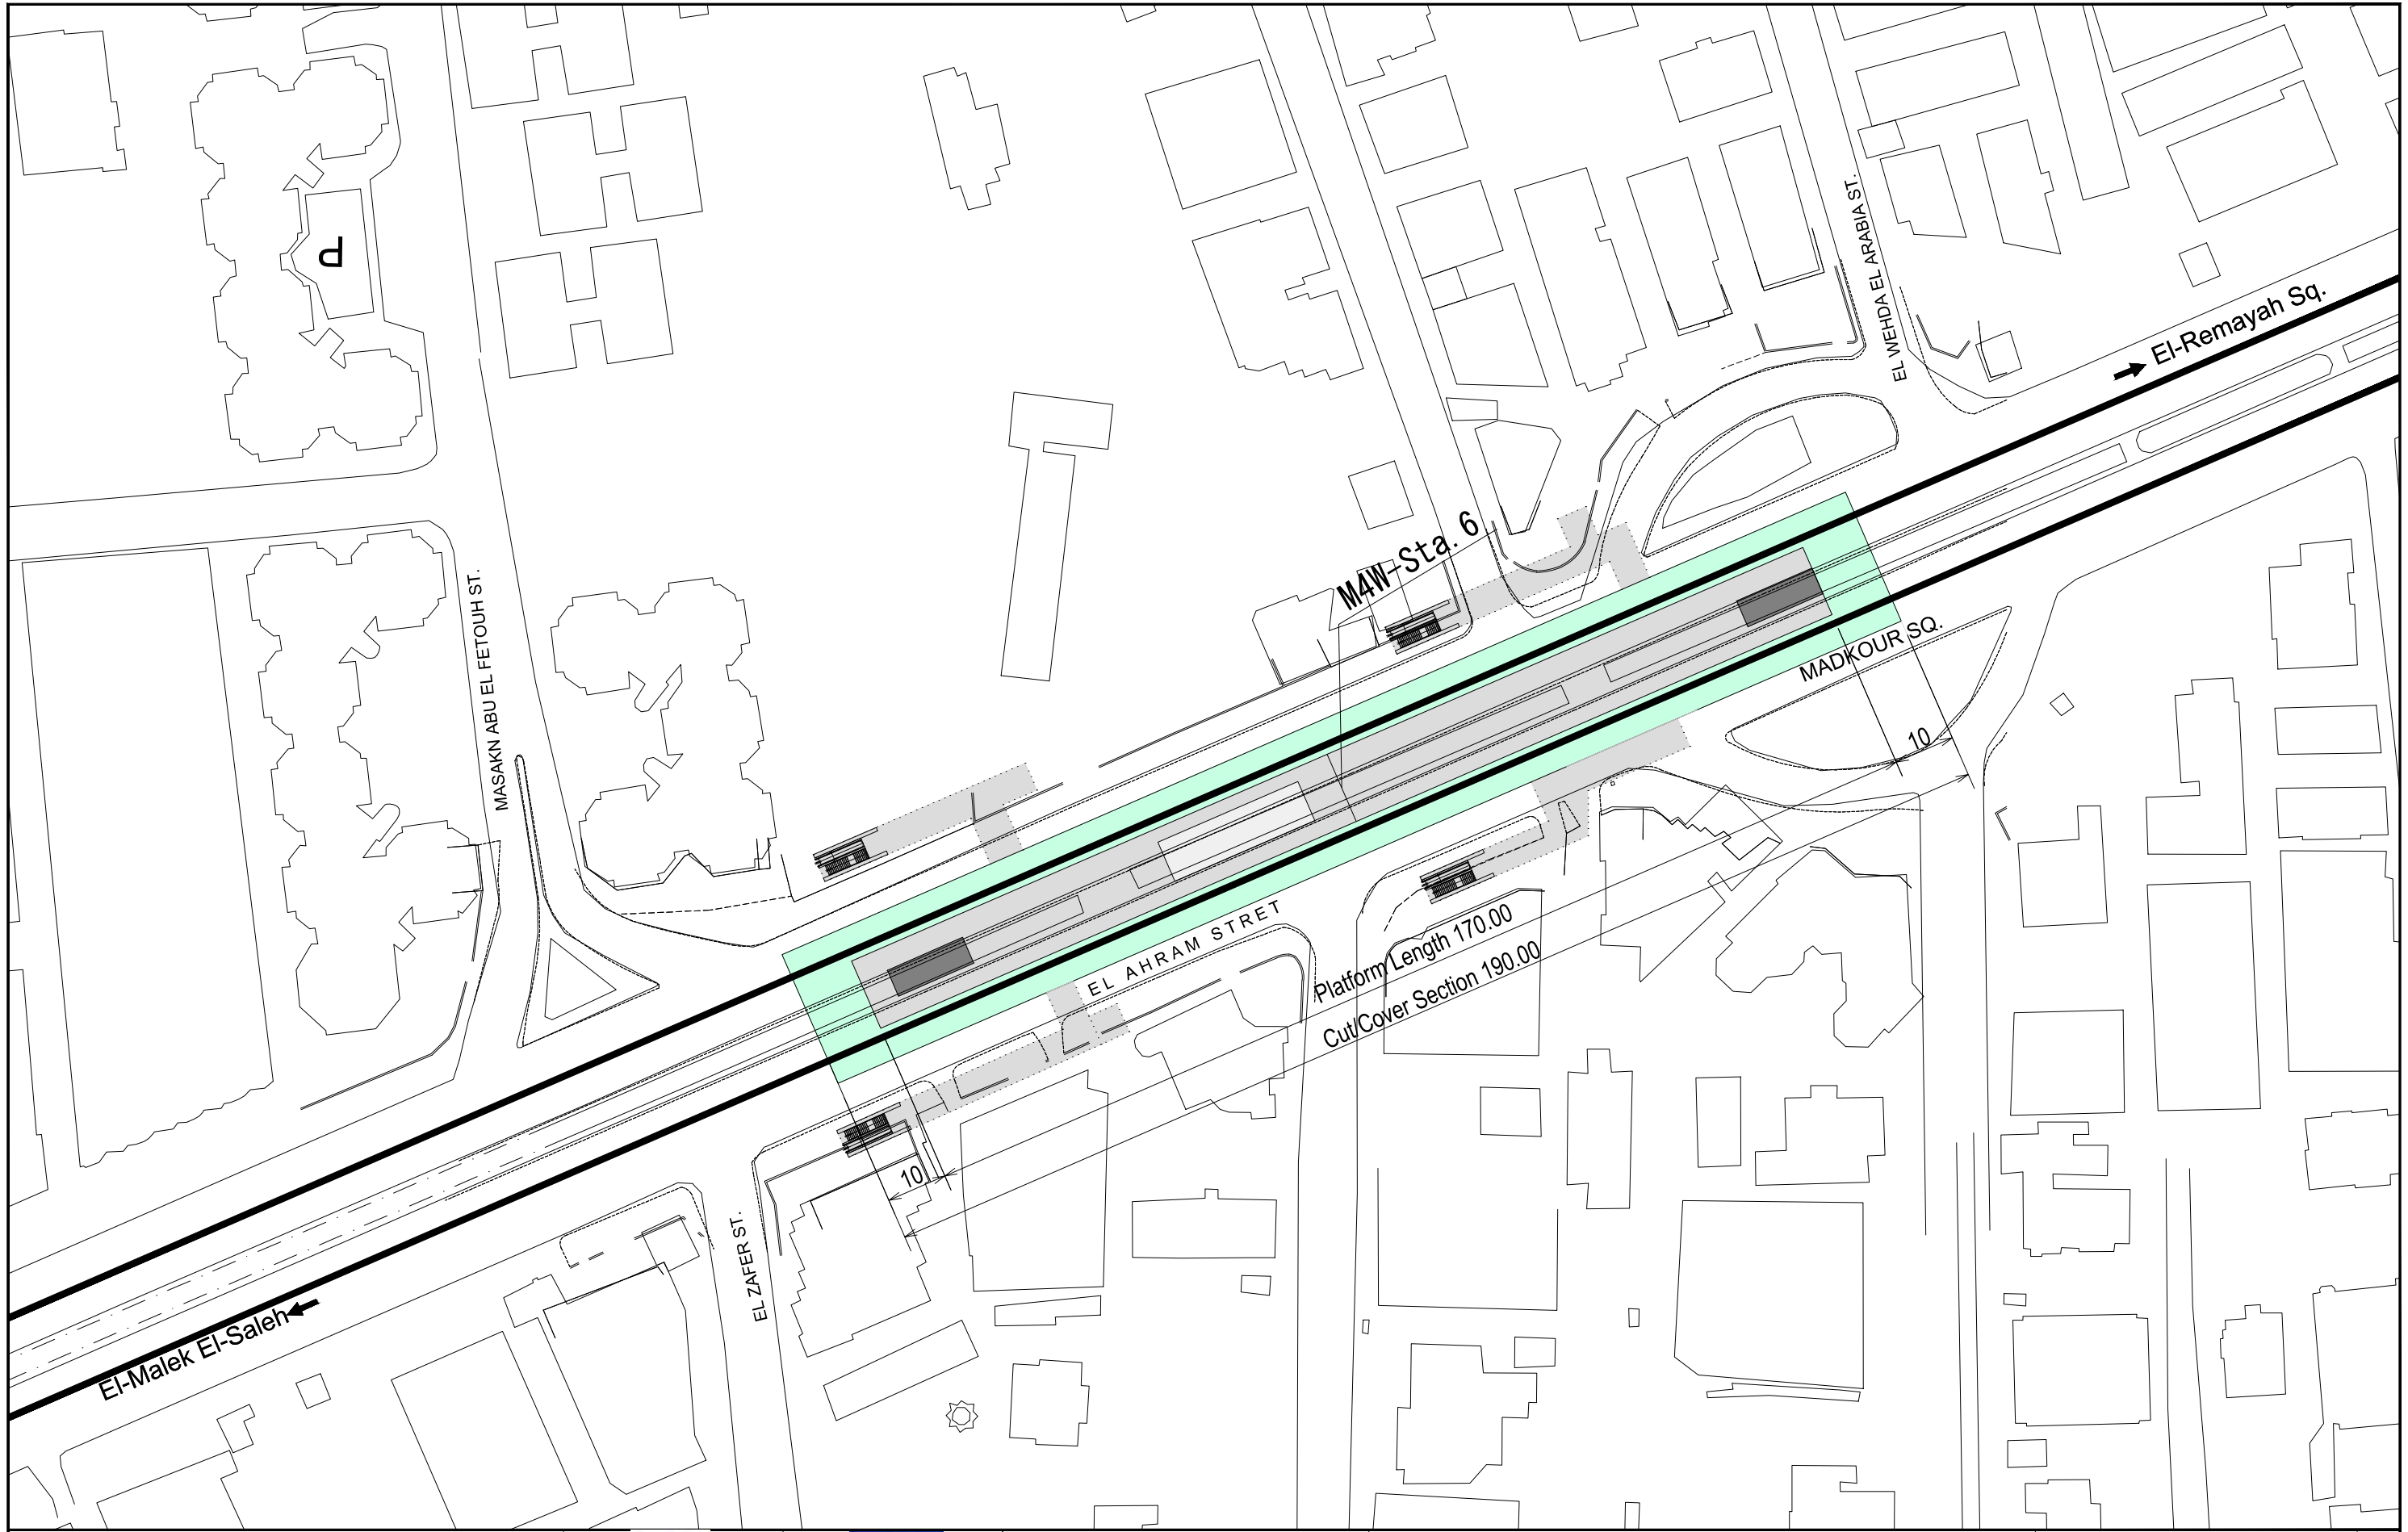 P
EL WEHDA EL ARABIA ST.
El-Remayah Sq.
M4W-Sta. 6
MASAKN ABU EL FETOUH ST.
MADKOUR SQ.
10
EL AHRAM STRET
Platform Length 170.00
Cut/Cover Section 190.00
10
EL ZAFER ST.
El-Malek El-Saleh